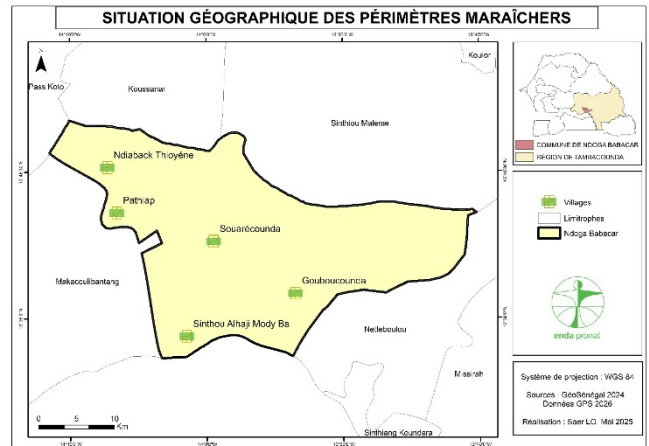 SITUATION GÉOGRAPHIQUE DES PÉRIMÈTRES MARAÎCHERS
Pass Koto
Koussanar
Koulor
Sinthiou Maleme
Ndiaback Thioyène
Pathiap
Souarécounda
Gouboucounda
Makacoulibantang
Sinthou Alhaji Mody Ba
Netteboulou
Missirah
Sinthiang Koundara
0 5 10
Km
COMMUNE DE NDOGA BABACAR
RÉGION DE TAMBACOUNDA
Villages
Limitrophes
Ndoga Babacar
enda pronat
Système de projection : WGS 84
Sources : GéoSénégal 2024
Données GPS 2026
Réalisation : Saer LO, Mai 2025